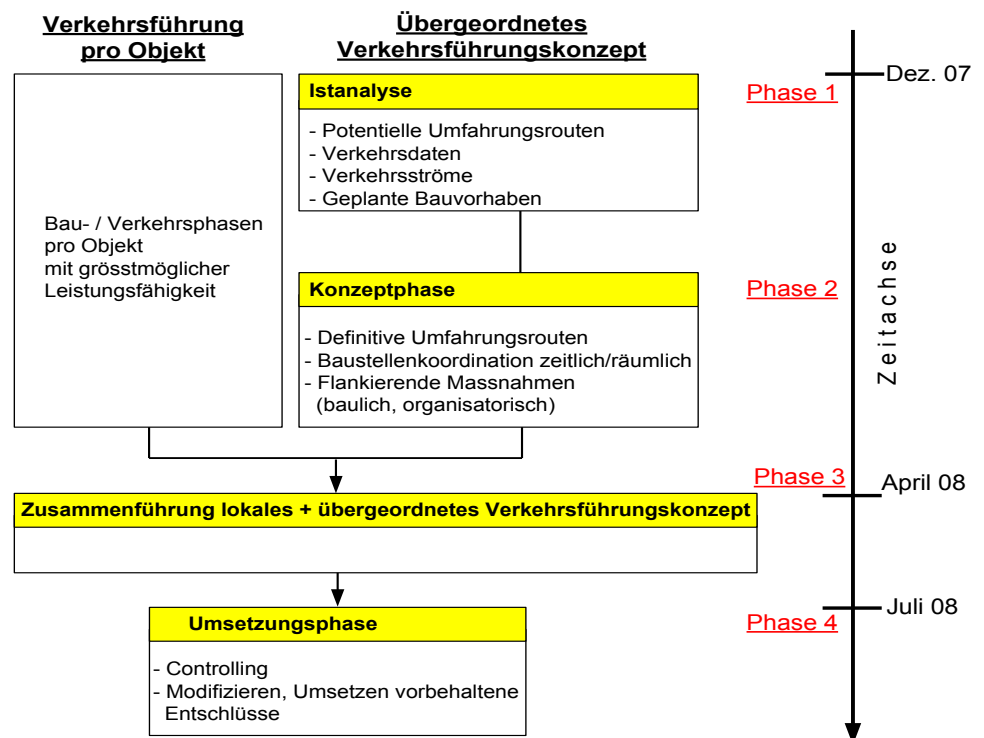 Verkehrsführung
pro Objekt
Übergeordnetes
Verkehrsführungskonzept
Bau- / Verkehrsphasen
pro Objekt
mit grösstmöglicher
Leistungsfähigkeit
Istanalyse
- Potentielle Umfahrungsrouten
- Verkehrsdaten
- Verkehrsströme
- Geplante Bauvorhaben
Konzeptphase
- Definitive Umfahrungsrouten
- Baustellenkoordination zeitlich/räumlich
- Flankierende Massnahmen
(baulich, organisatorisch)
Zusammenführung lokales + übergeordnetes Verkehrsführungskonzept
Umsetzungsphase
- Controlling
- Modifizieren, Umsetzen vorbehaltene
Entschlüsse
Phase 1
Phase 2
Phase 3
Phase 4
Dez. 07
Zeitachse
April 08
Juli 08